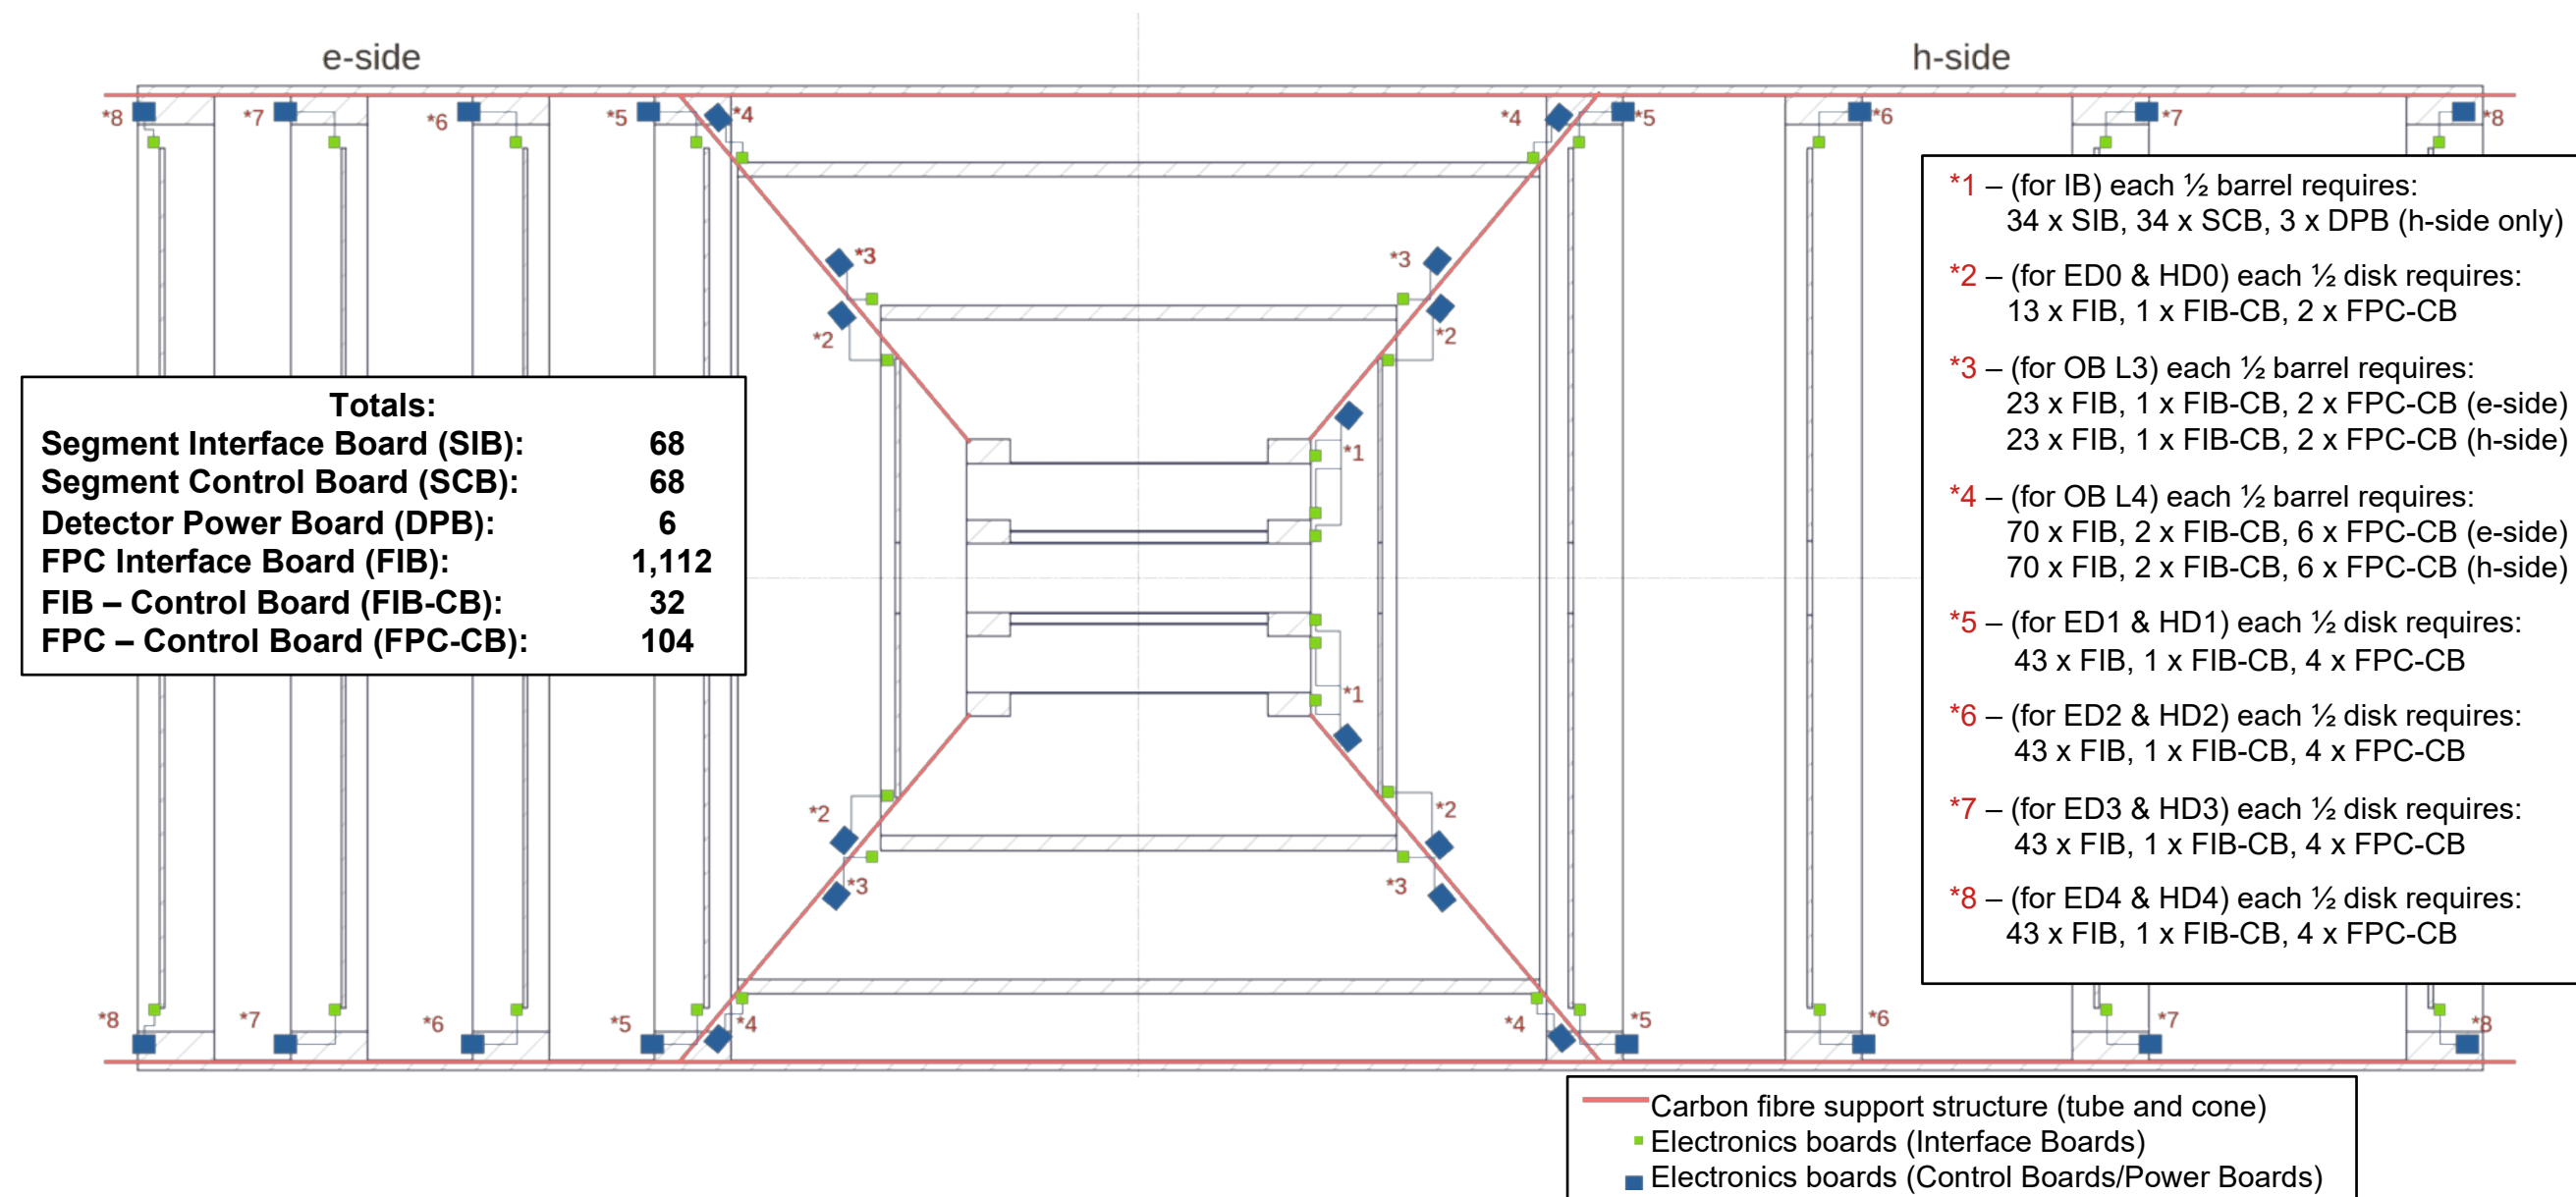 e-side
h-side
*8
*7
*6
*5
*4
*4
*5
*6
*7
*8
*3
*3
*2
*2
*1
*1
*2
*2
*3
*3
*8
*7
*6
*5
*4
*4
*5
*6
*7
*8
Totals:
Segment Interface Board (SIB): 68
Segment Control Board (SCB): 68
Detector Power Board (DPB): 6
FPC Interface Board (FIB): 1,112
FIB – Control Board (FIB-CB): 32
FPC – Control Board (FPC-CB): 104
*1 – (for IB) each ½ barrel requires:
34 x SIB, 34 x SCB, 3 x DPB (h-side only)
*2 – (for ED0 & HD0) each ½ disk requires:
13 x FIB, 1 x FIB-CB, 2 x FPC-CB
*3 – (for OB L3) each ½ barrel requires:
23 x FIB, 1 x FIB-CB, 2 x FPC-CB (e-side)
23 x FIB, 1 x FIB-CB, 2 x FPC-CB (h-side)
*4 – (for OB L4) each ½ barrel requires:
70 x FIB, 2 x FIB-CB, 6 x FPC-CB (e-side)
70 x FIB, 2 x FIB-CB, 6 x FPC-CB (h-side)
*5 – (for ED1 & HD1) each ½ disk requires:
43 x FIB, 1 x FIB-CB, 4 x FPC-CB
*6 – (for ED2 & HD2) each ½ disk requires:
43 x FIB, 1 x FIB-CB, 4 x FPC-CB
*7 – (for ED3 & HD3) each ½ disk requires:
43 x FIB, 1 x FIB-CB, 4 x FPC-CB
*8 – (for ED4 & HD4) each ½ disk requires:
43 x FIB, 1 x FIB-CB, 4 x FPC-CB
Carbon fibre support structure (tube and cone)
Electronics boards (Interface Boards)
Electronics boards (Control Boards/Power Boards)